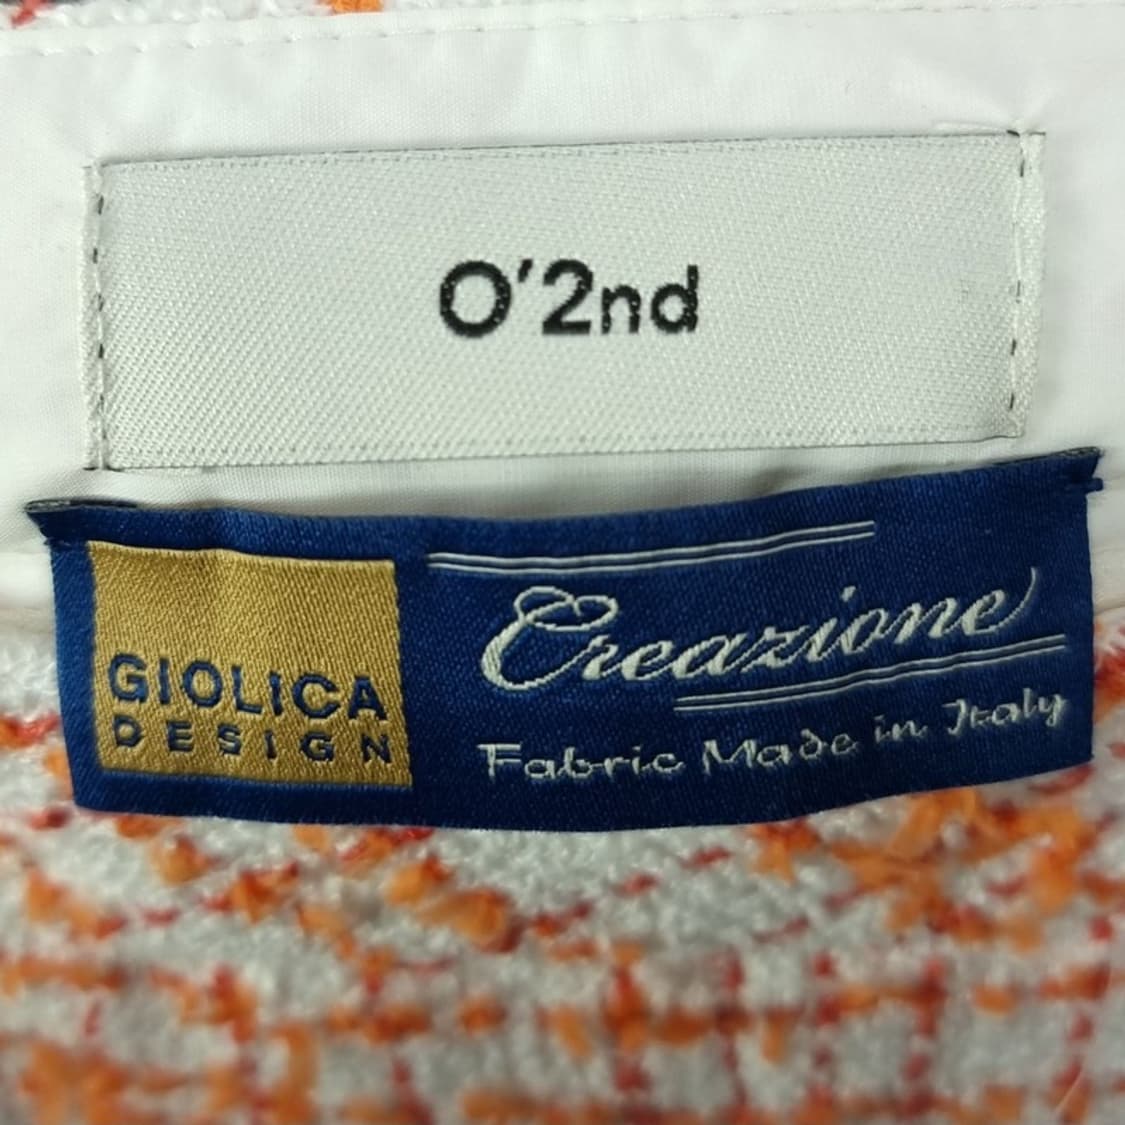 O'2nd
GIOLICA
DESIGN
Creazione
Fabric Made in Italy